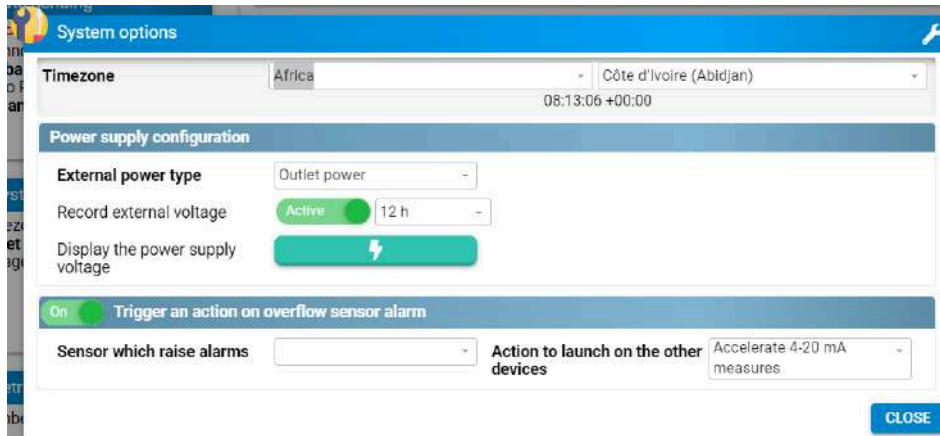 System options
Timezone
Africa
Côte d'Ivoire (Abidjan)
08:13:06 +00:00
Power supply configuration
External power type
Outlet power
Record external voltage
Active
12 h
Display the power supply
voltage
On
Trigger an action on overflow sensor alarm
Sensor which raise alarms
Action to launch on the other
devices
Accelerate 4-20 mA
measures
CLOSE